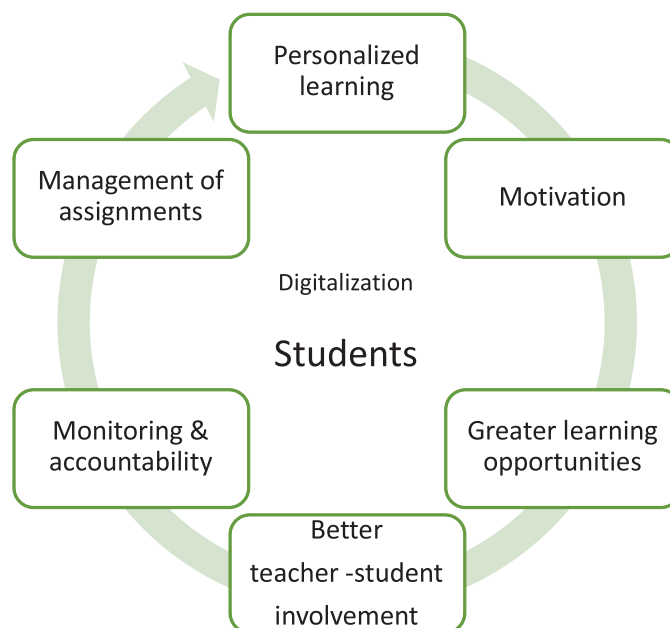 Personalized
learning
Motivation
Greater learning
opportunities
Better
teacher -student
involvement
Monitoring &
accountability
Management of
assignments
Digitalization
Students